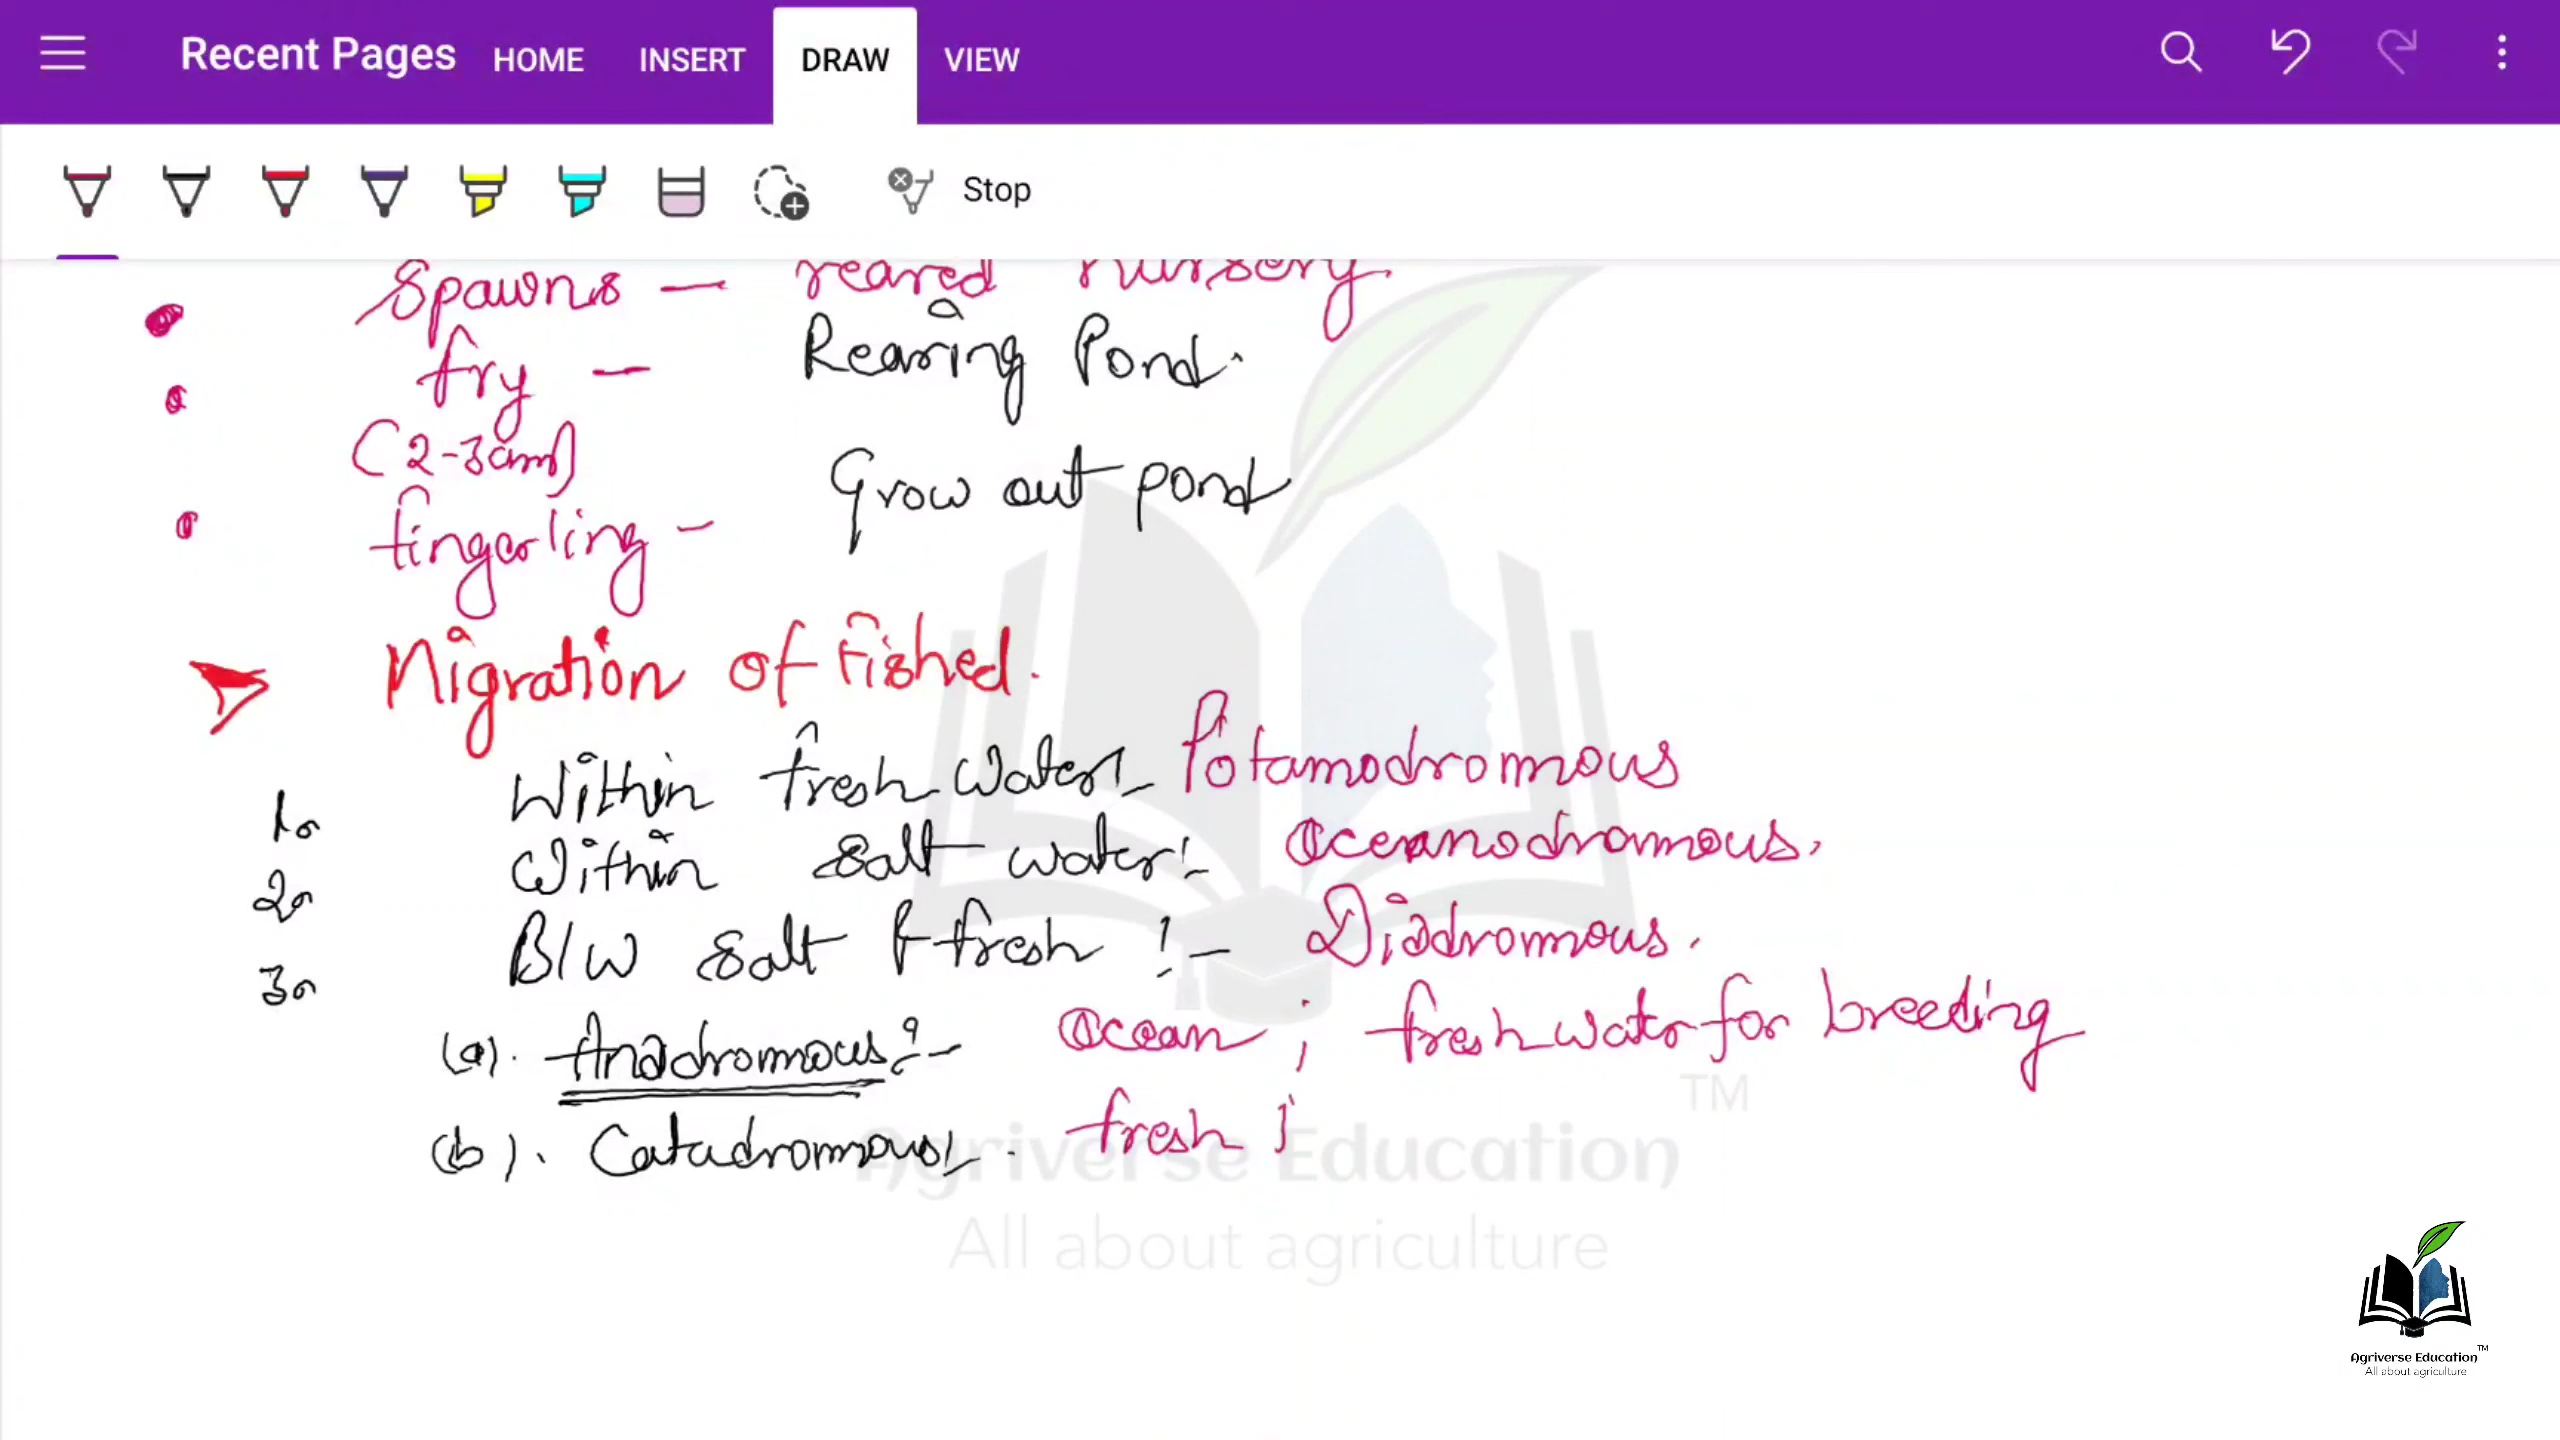 Recent Pages HOME INSERT DRAW VIEW
Stop
Spawns — reared nursery.
fry — Rearing Pond.
(2-3cm)
fingerling - Grow out pond
Migration of Fished.
1. Within fresh water:- Potamodromous
2. Within salt water:- Oceanodromous.
3. B/W salt & fresh :- Diadromous.
(a). Anadromous:- Ocean ; fresh water for breeding
(b). Catadromous:- fresh ;
TM
Agriverse Education
All about agriculture
Agriverse Education TM
All about agriculture